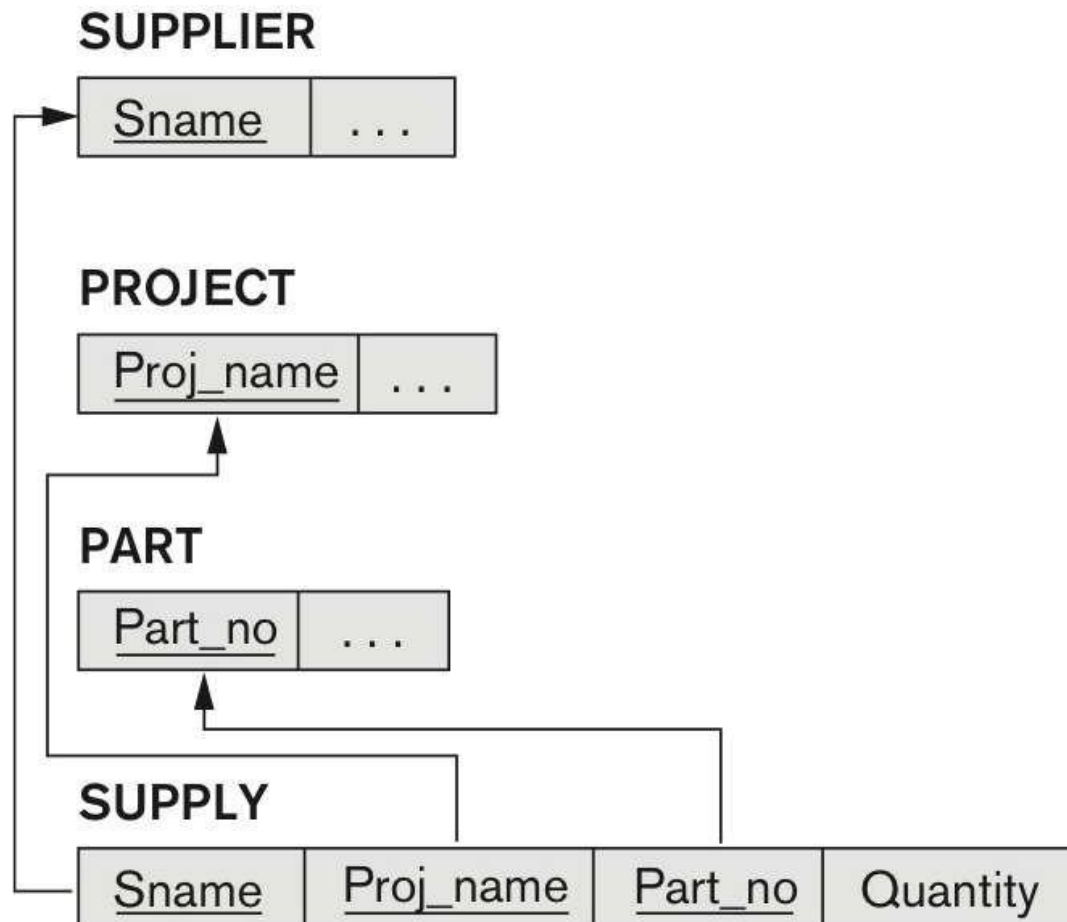 SUPPLIER
Sname ...
PROJECT
Proj_name ...
PART
Part_no ...
SUPPLY
Sname Proj_name Part_no Quantity